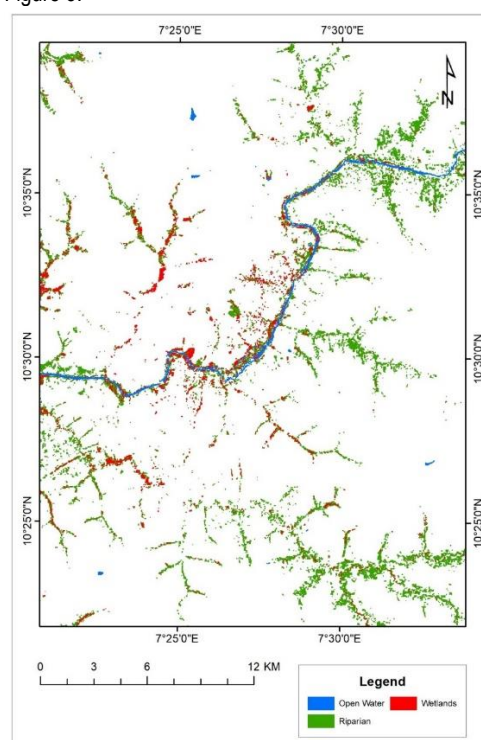 Figure
7°25'0"E 7°30'0"E
N
10°35'0"N 10°35'0"N
10°30'0"N 10°30'0"N
10°25'0"N 10°25'0"N
7°25'0"E 7°30'0"E
0 3 6 12 KM
Legend
Open Water Wetlands
Riparian